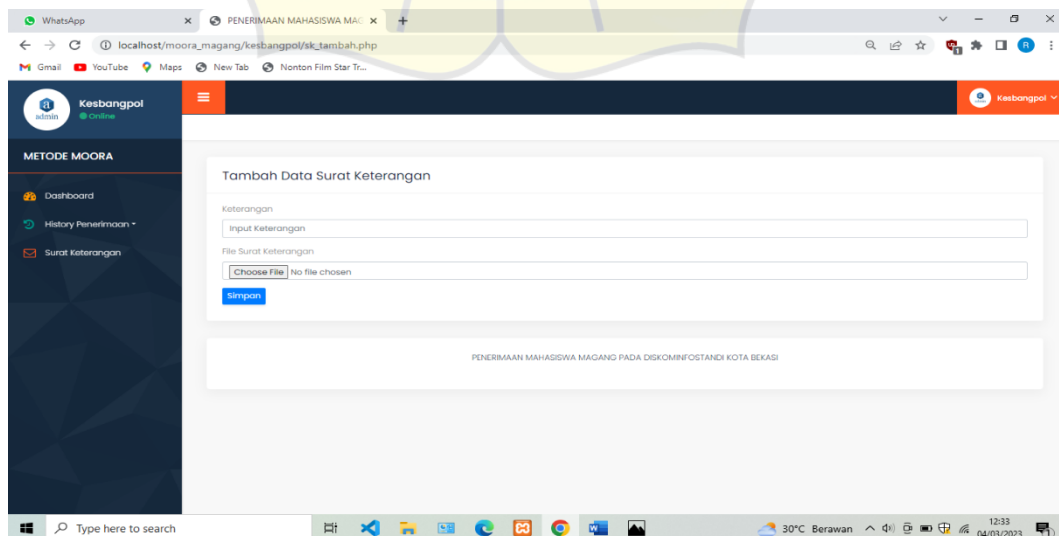 WhatsApp
PENERIMAAN MAHASISWA MAG
localhost/moora_magang/kesbangpol/sk_tambah.php
Gmail YouTube Maps New Tab Nonton Film Star Tr...
admin
Kesbangpol
Online
Kesbangpol
METODE MOORA
Dashboard
History Penerimaan
Surat Keterangan
Tambah Data Surat Keterangan
Keterangan
Input Keterangan
File Surat Keterangan
Choose File No file chosen
Simpan
PENERIMAAN MAHASISWA MAGANG PADA DISKOMINFOSTANDI KOTA BEKASI
Type here to search
30°C Berawan
12:33
04/03/2023